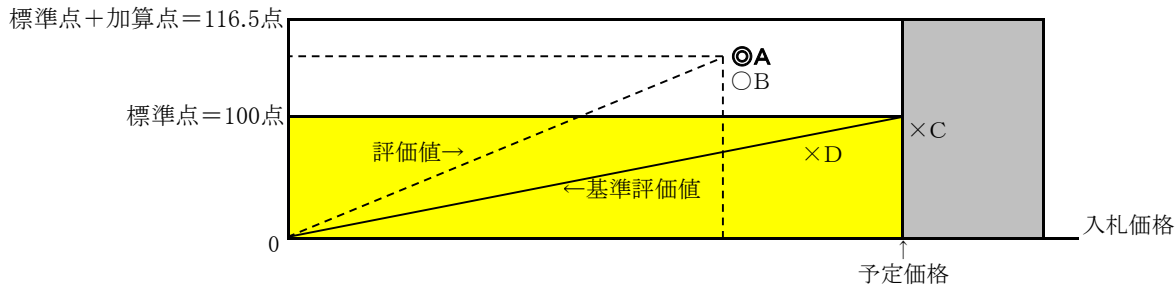 標準点＋加算点＝116.5点
◎A
○B
標準点＝100点
×C
評価値→
×D
←基準評価値
0
入札価格
↑
予定価格